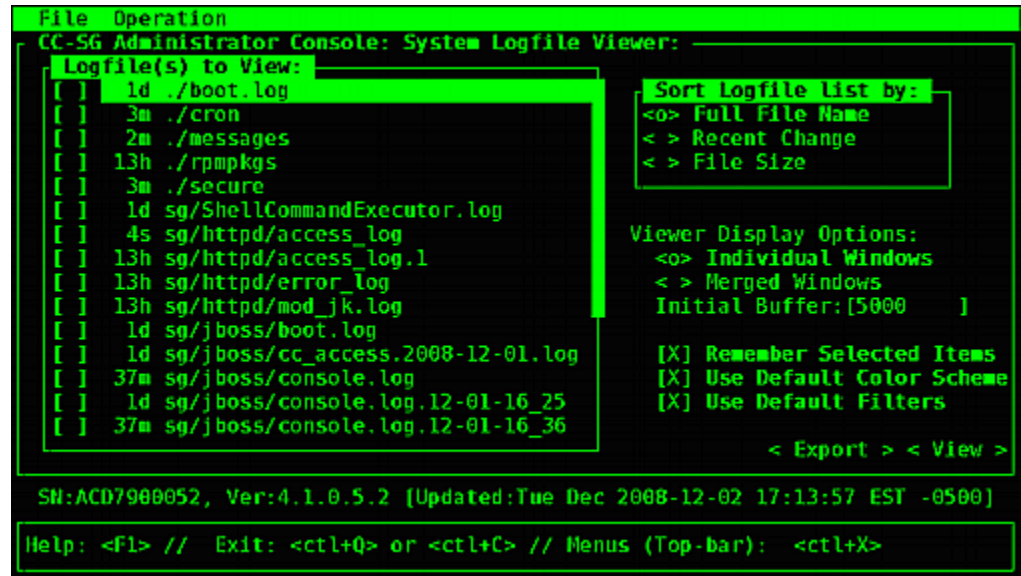 File  Operation
CC-SG Administrator Console: System Logfile Viewer:
Logfile(s) to View:
[ ]   1d ./boot.log
[ ]   3m ./cron
[ ]   2m ./messages
[ ]  13h ./rpmpkgs
[ ]   3m ./secure
[ ]   1d sg/ShellCommandExecutor.log
[ ]   4s sg/httpd/access_log
[ ]  13h sg/httpd/access_log.1
[ ]  13h sg/httpd/error_log
[ ]  13h sg/httpd/mod_jk.log
[ ]   1d sg/jboss/boot.log
[ ]   1d sg/jboss/cc_access.2008-12-01.log
[ ]  37m sg/jboss/console.log
[ ]   1d sg/jboss/console.log.12-01-16_25
[ ]  37m sg/jboss/console.log.12-01-16_36
Sort Logfile list by:
<o> Full File Name
< > Recent Change
< > File Size
Viewer Display Options:
<o> Individual Windows
< > Merged Windows
Initial Buffer:[5000    ]
[X] Remember Selected Items
[X] Use Default Color Scheme
[X] Use Default Filters
< Export > < View >
SN:ACD7900052, Ver:4.1.0.5.2 [Updated:Tue Dec 2008-12-02 17:13:57 EST -0500]
Help: <F1> //  Exit: <ctl+Q> or <ctl+C> // Menus (Top-bar):  <ctl+X>